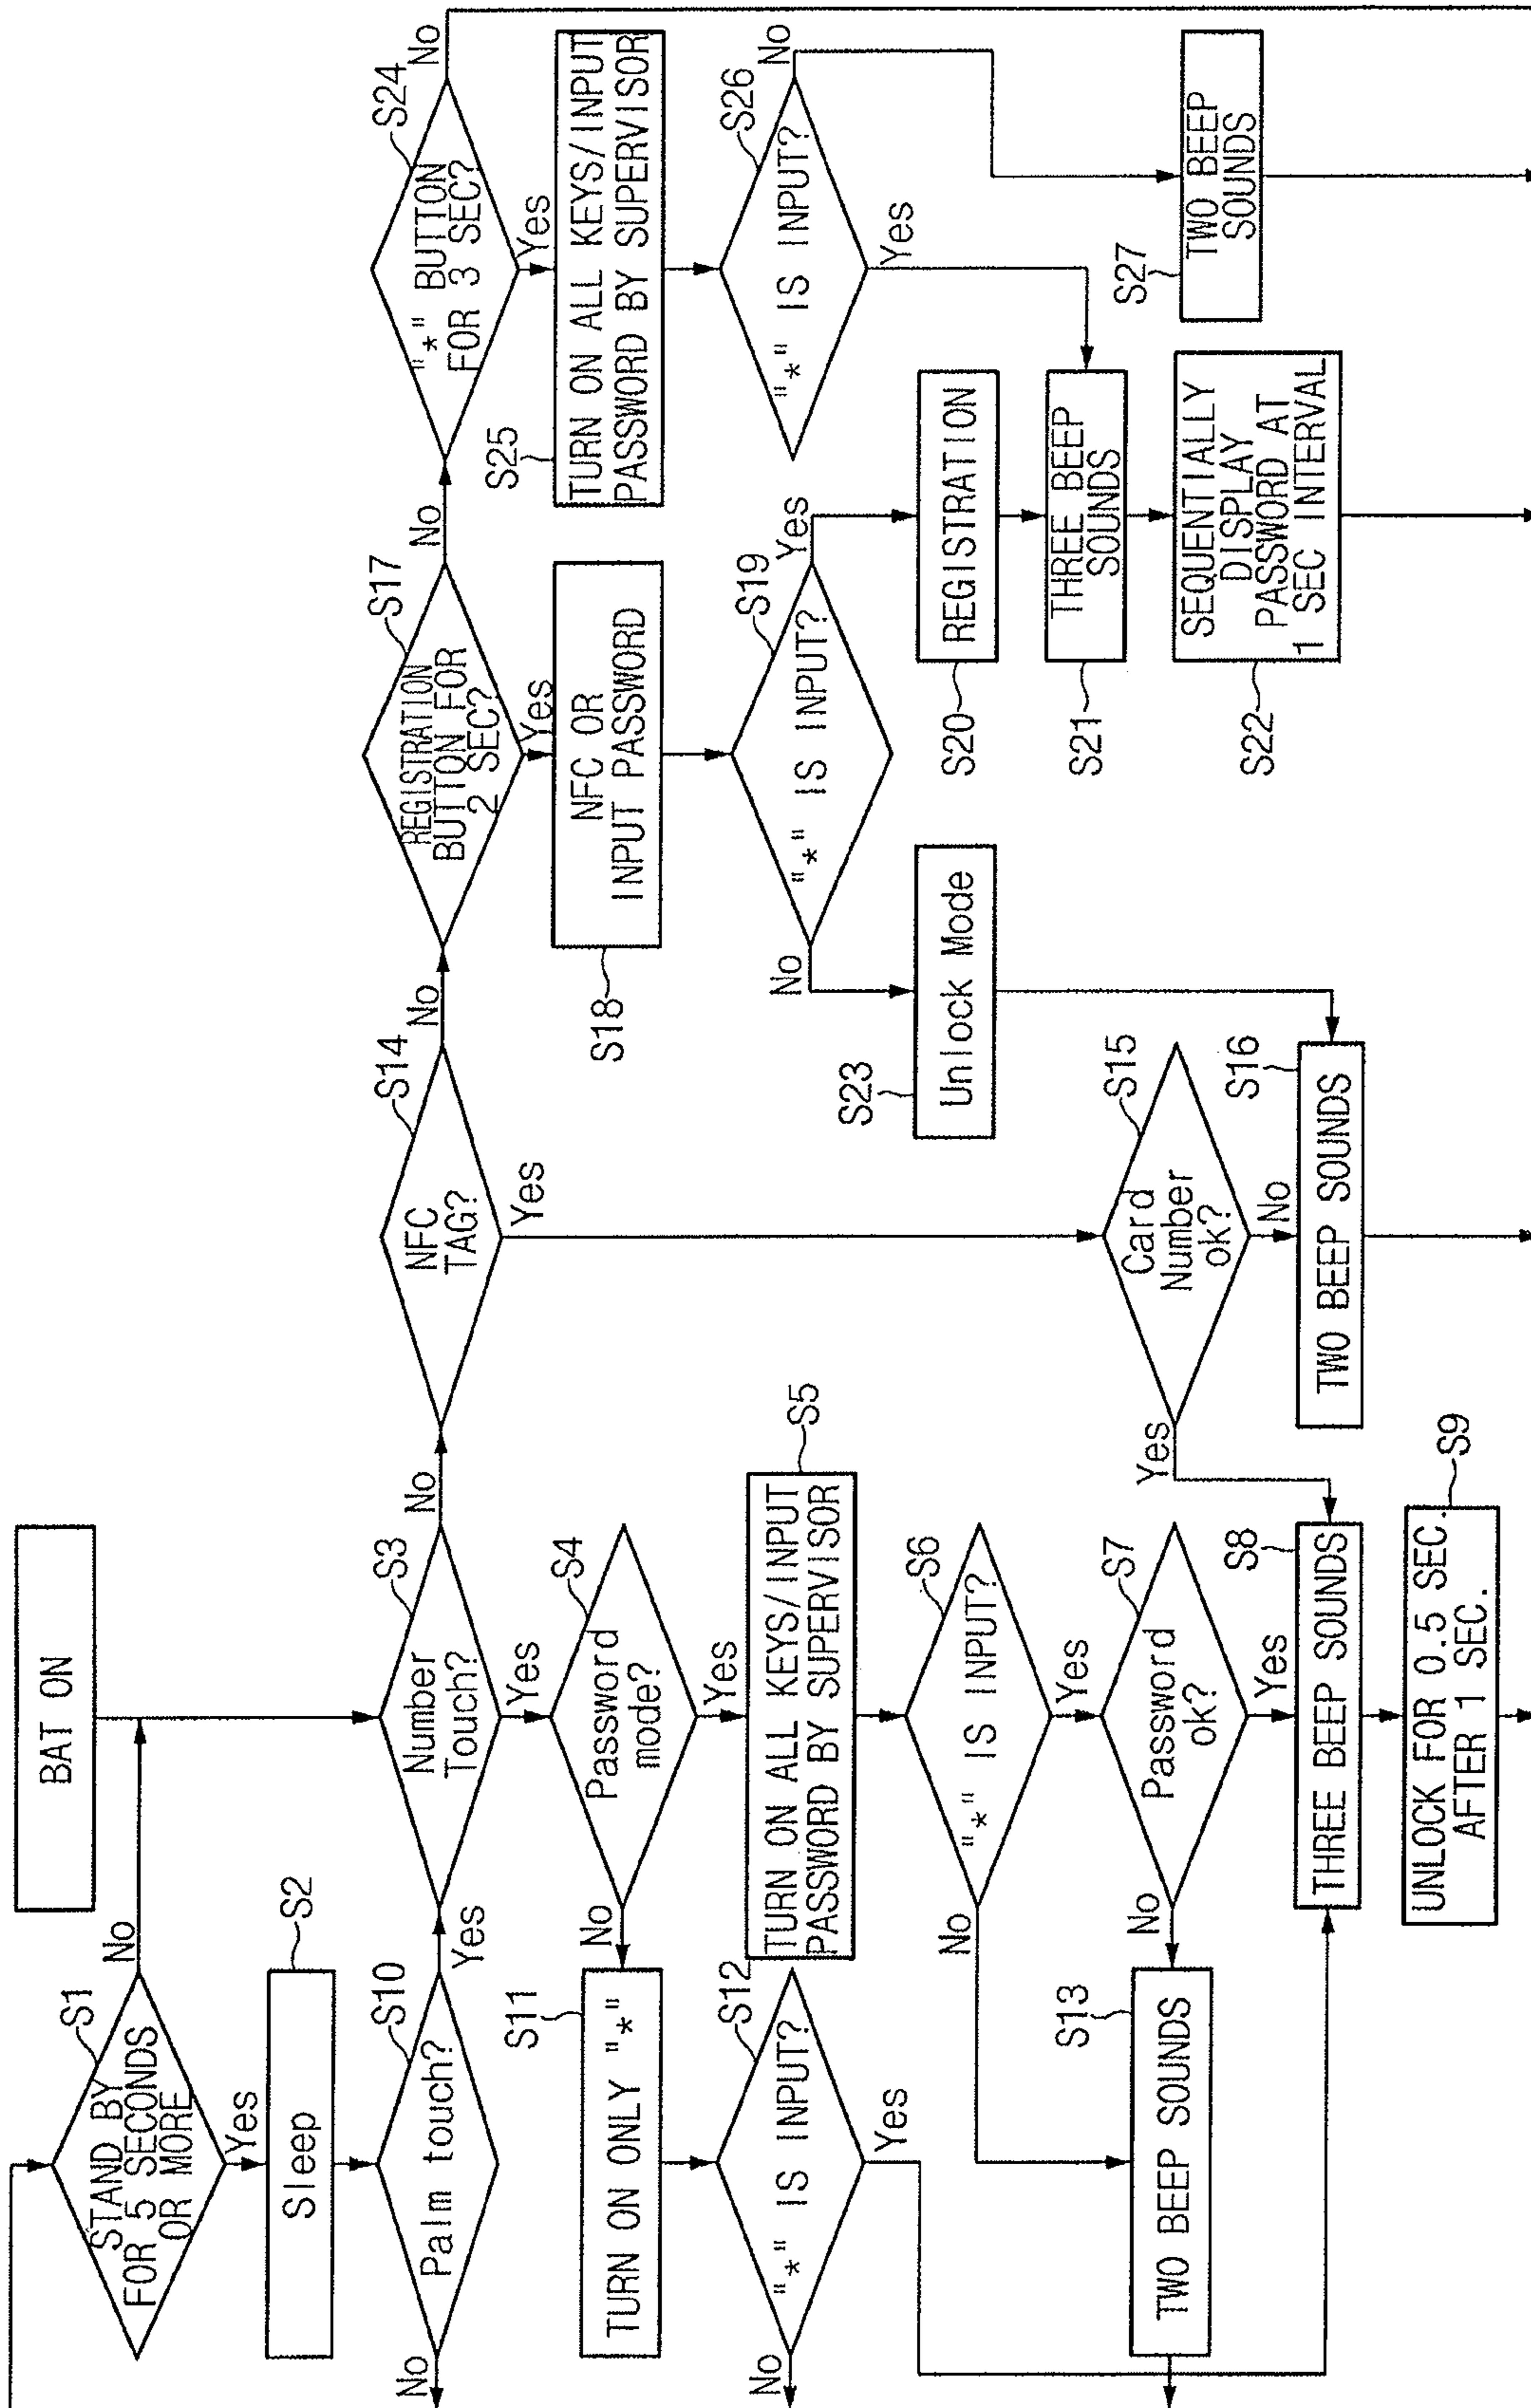 BAT ON
S1
STAND BY
FOR 5 SECONDS
OR MORE
No
Yes
S2
Sleep
S10
Palm touch?
No
Yes
S3
Number
Touch?
No
Yes
S14
NFC
TAG?
No
Yes
S17
REGISTRATION
BUTTON FOR
2 SEC?
No
Yes
S24
"*" BUTTON
FOR 3 SEC?
No
Yes
S4
Password
mode?
No
Yes
S11
TURN ON ONLY "*"
S5
TURN ON ALL KEYS/INPUT
PASSWORD BY SUPERVISOR
S18
NFC OR
INPUT PASSWORD
S25
TURN ON ALL KEYS/INPUT
PASSWORD BY SUPERVISOR
S12
"*" IS INPUT?
No
Yes
S6
"*" IS INPUT?
No
Yes
S19
"*" IS INPUT?
No
Yes
S26
"*" IS INPUT?
No
Yes
S23
Unlock Mode
S20
REGISTRATION
S7
Password
ok?
No
Yes
S15
Card
Number
ok?
Yes
No
S21
THREE BEEP
SOUNDS
S13
TWO BEEP SOUNDS
S8
THREE BEEP SOUNDS
S16
TWO BEEP SOUNDS
S22
SEQUENTIALLY
DISPLAY
PASSWORD AT
1 SEC INTERVAL
S27
TWO BEEP
SOUNDS
S9
UNLOCK FOR 0.5 SEC.
AFTER 1 SEC.